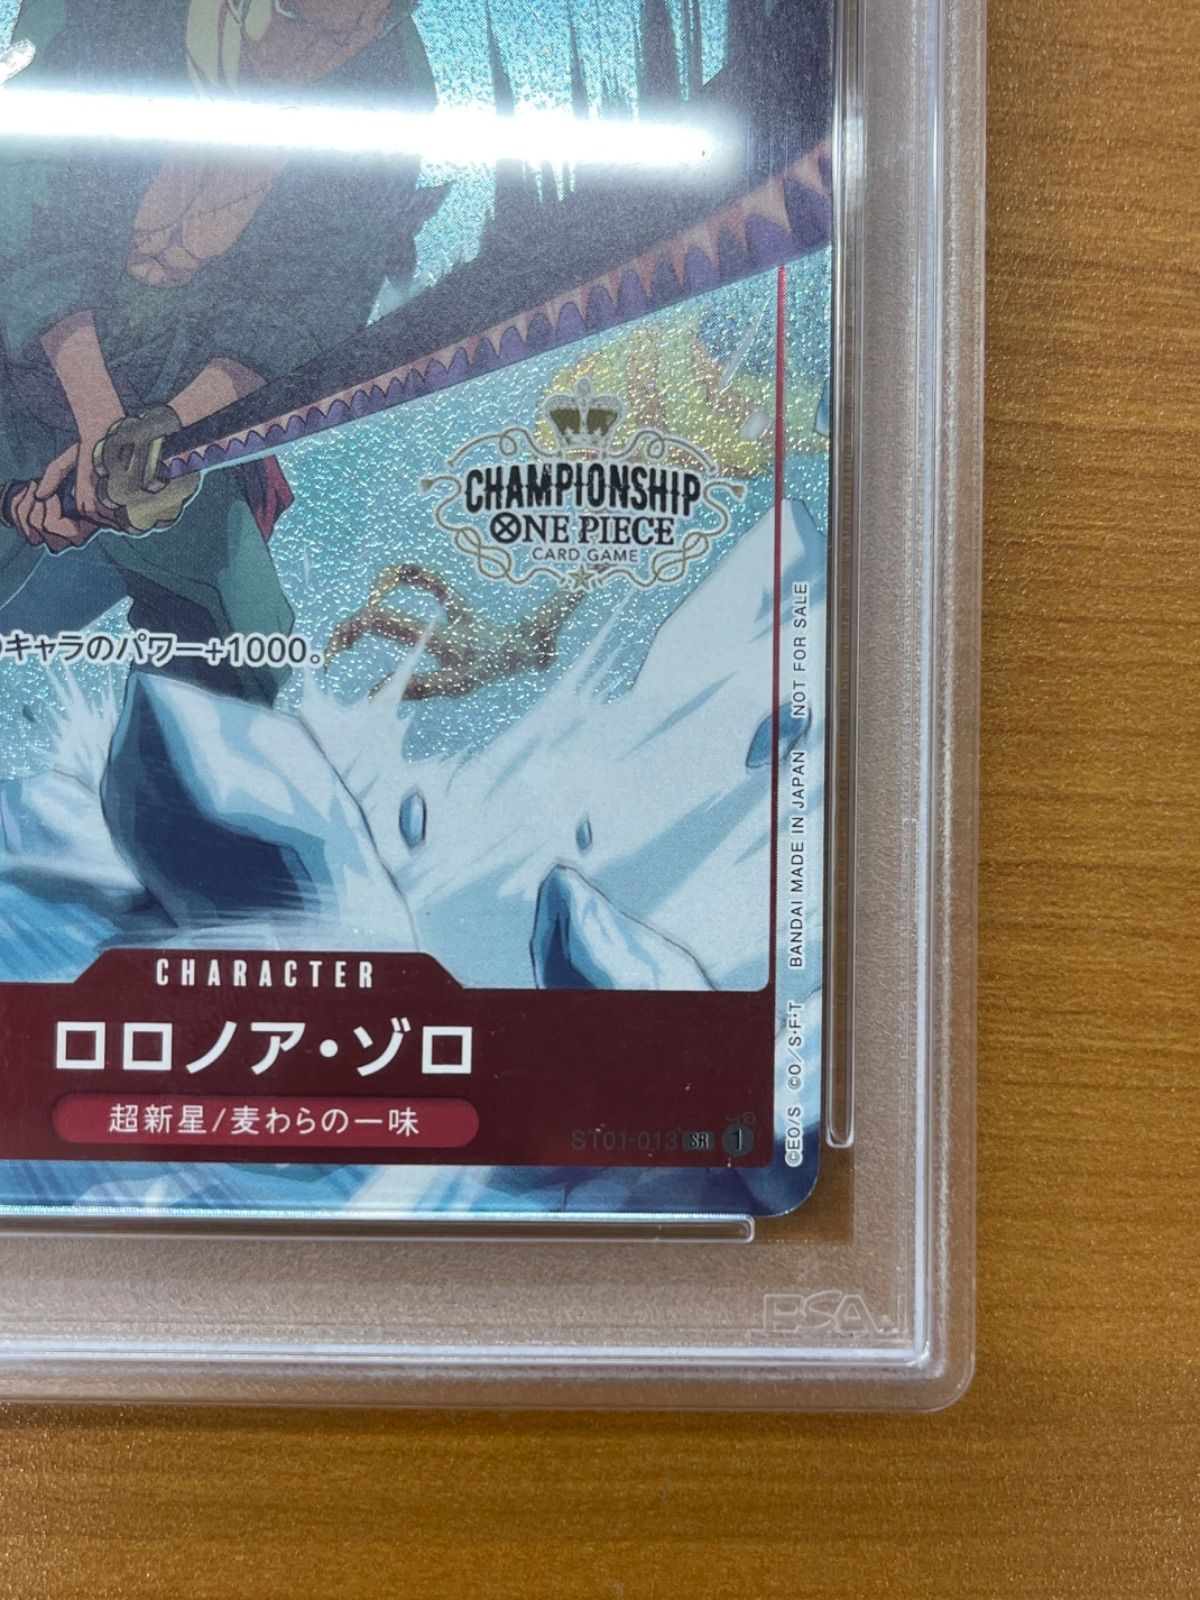 CHAMPIONSHIP
ONE PIECE
CARD GAME
キャラのパワー+1000。
CHARACTER
ロロノア・ゾロ
超新星/麦わらの一味
ST01-013 SR 1
©EO/S ©O/S・F・T BANDAI MADE IN JAPAN NOT FOR SALE
PSA